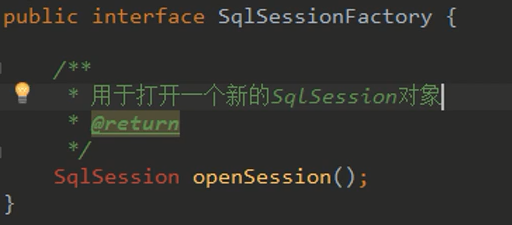 public interface SqlSessionFactory {
/**
* 用于打开一个新的SqlSession对象
* @return
*/
SqlSession openSession();
}